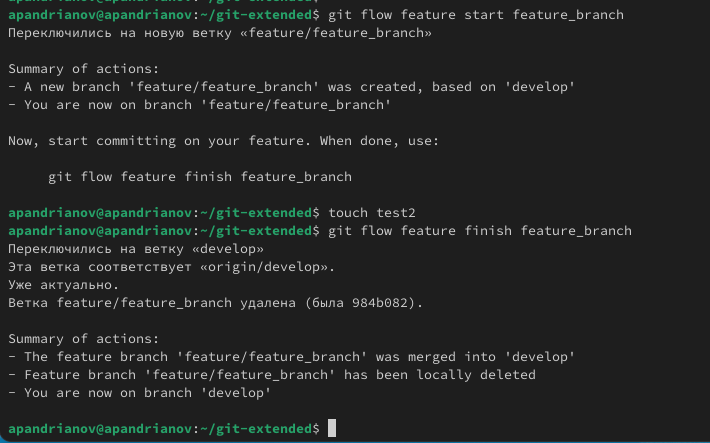 apandrianov@apandrianov:~/git-extended$ git flow feature start feature_branch
Переключились на новую ветку «feature/feature_branch»
Summary of actions:
- A new branch 'feature/feature_branch' was created, based on 'develop'
- You are now on branch 'feature/feature_branch'
Now, start committing on your feature. When done, use:
git flow feature finish feature_branch
apandrianov@apandrianov:~/git-extended$ touch test2
apandrianov@apandrianov:~/git-extended$ git flow feature finish feature_branch
Переключились на ветку «develop»
Эта ветка соответствует «origin/develop».
Уже актуально.
Ветка feature/feature_branch удалена (была 984b082).
Summary of actions:
- The feature branch 'feature/feature_branch' was merged into 'develop'
- Feature branch 'feature/feature_branch' has been locally deleted
- You are now on branch 'develop'
apandrianov@apandrianov:~/git-extended$